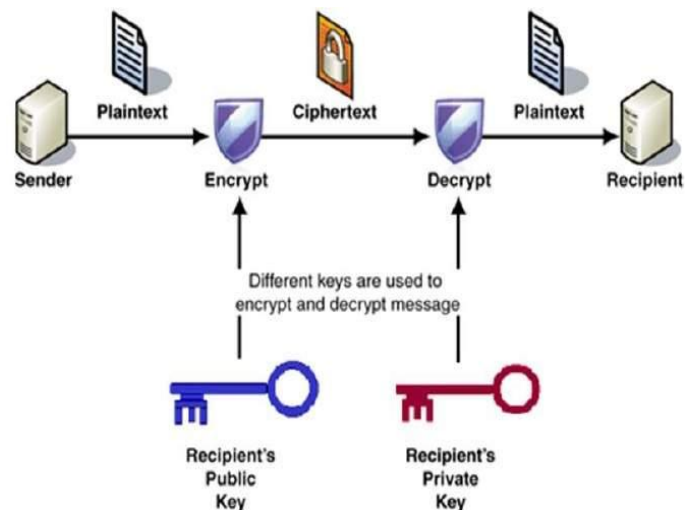 Plaintext
Ciphertext
Plaintext
Sender
Encrypt
Decrypt
Recipient
Different keys are used to
encrypt and decrypt message
Recipient's
Public
Key
Recipient's
Private
Key